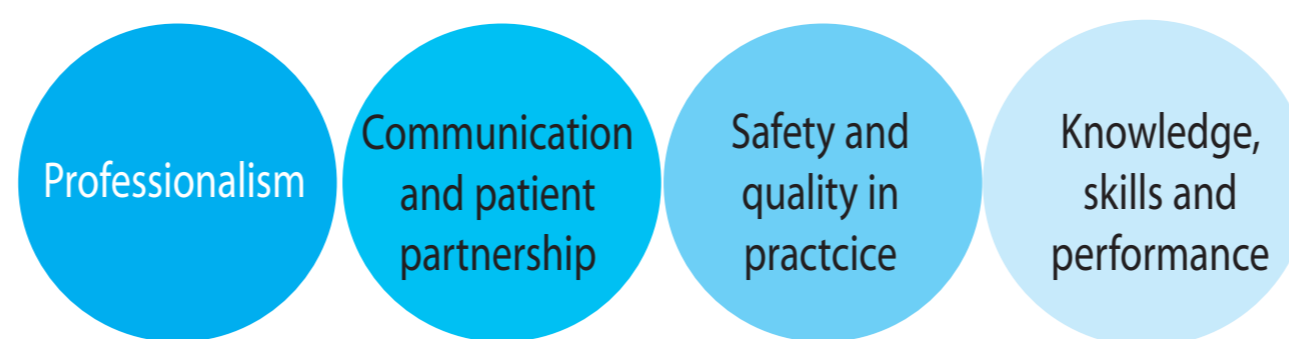 Professionalism
Communication
and patient
partnership
Safety and
quality in
practcice
Knowledge,
skills and
performance